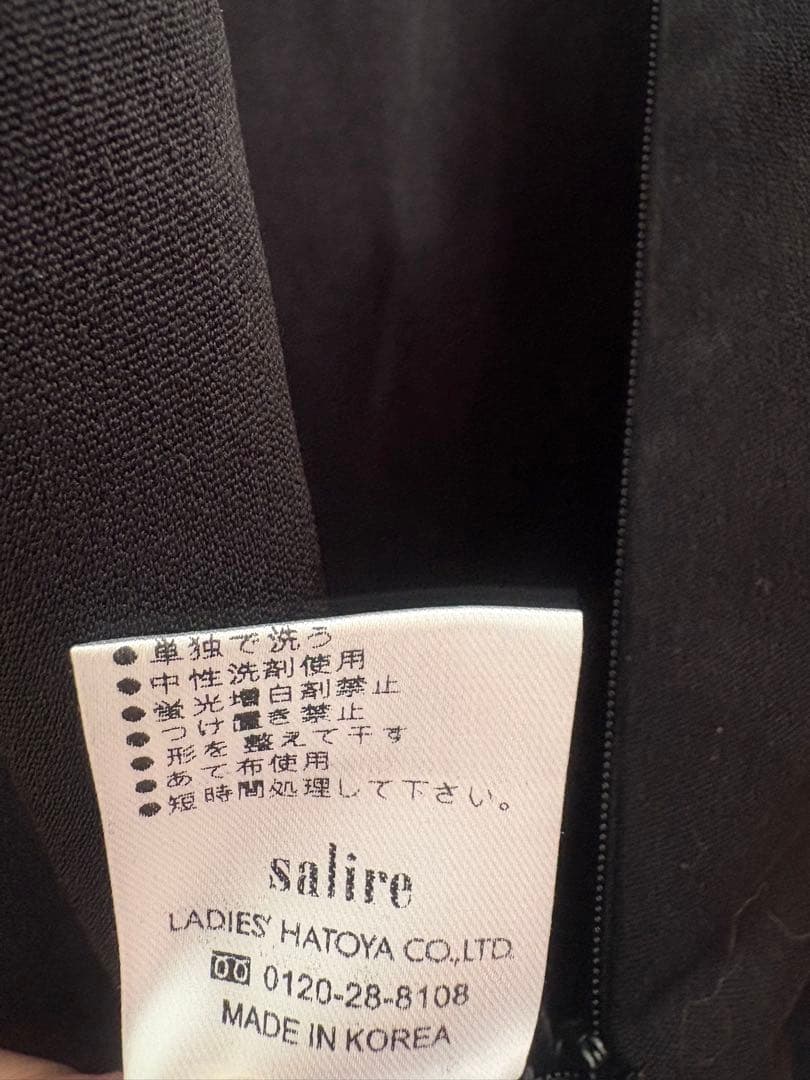 ●単独で洗う
●中性洗剤使用
●蛍光増白剤禁止
●つけ置き禁止
●形を整えて干す
●あて布使用
●短時間処理して下さい。
salire
LADIES' HATOYA CO.,LTD.
0120-28-8108
MADE IN KOREA